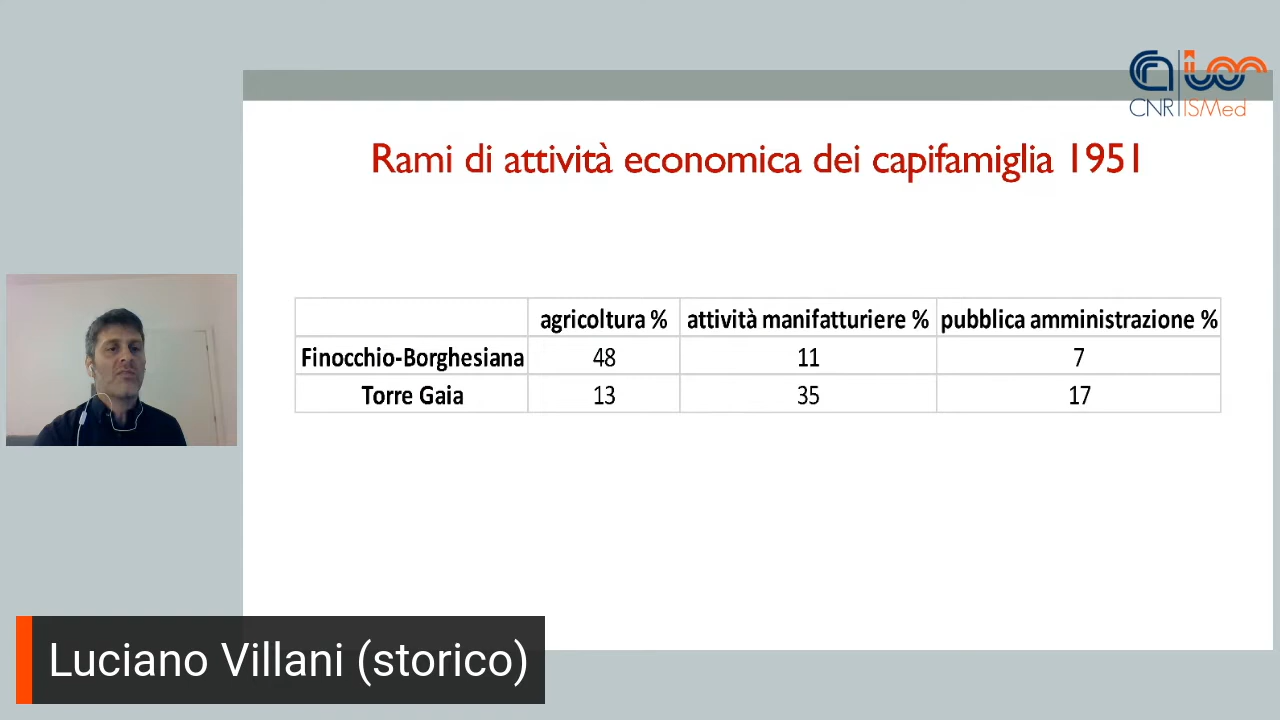 CNR ISMed
Rami di attività economica dei capifamiglia 1951
agricoltura % attività manifatturiere % pubblica amministrazione %
Finocchio-Borghesiana 48 11 7
Torre Gaia 13 35 17
Luciano Villani (storico)